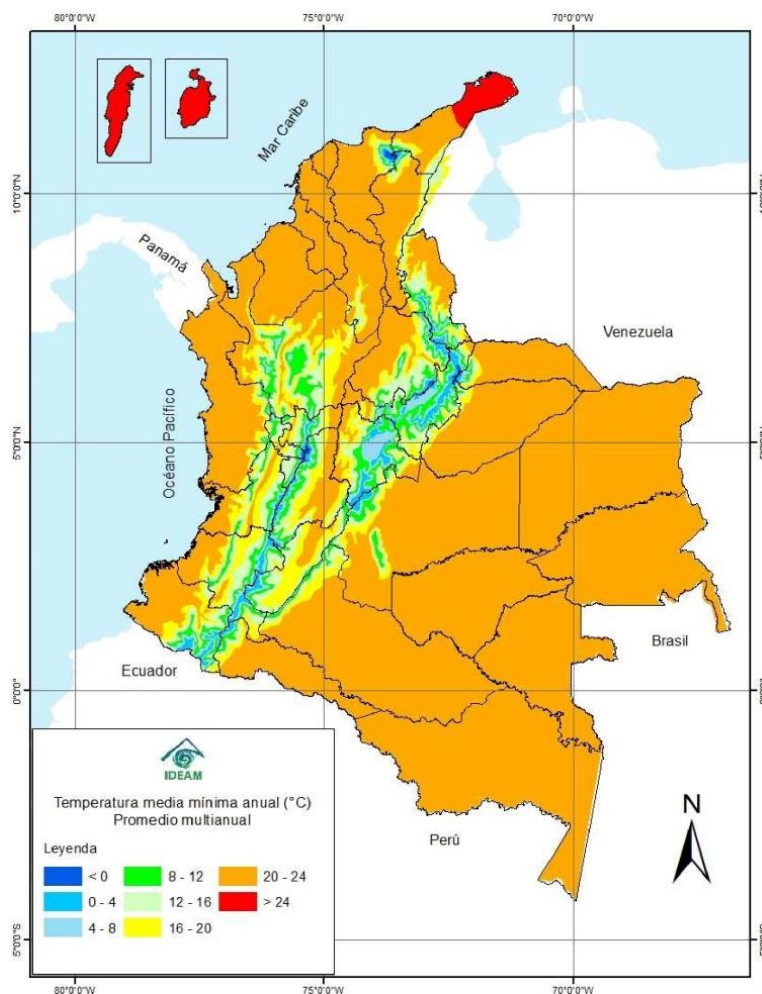 80°0'0"W 75°0'0"W 70°0'0"W
Mar Caribe
10°0'0"N
Panamá
Venezuela
Océano Pacífico
5°0'0"N
Brasil
Ecuador
0°0'0"
IDEAM
Temperatura media mínima anual (°C)
Promedio multianual
Leyenda
< 0 8 - 12 20 - 24
0 - 4 12 - 16 > 24
4 - 8 16 - 20
Perú
N
5°0'0"S
80°0'0"W 75°0'0"W 70°0'0"W